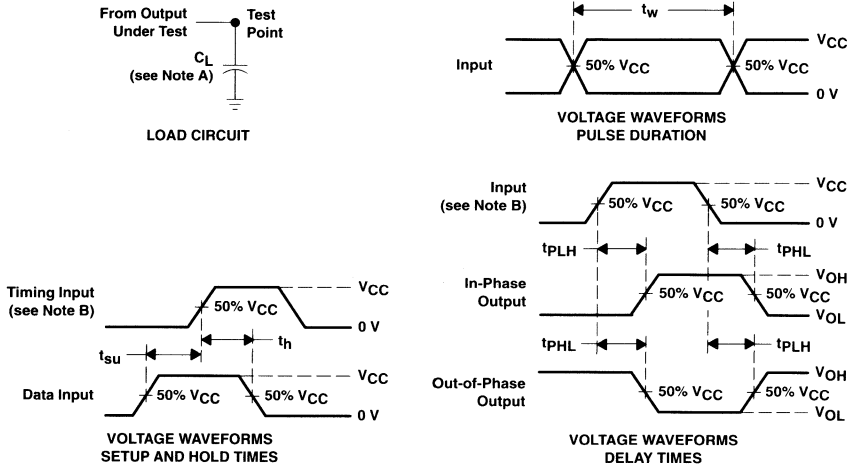 From Output
Under Test
Test
Point
CL
(see Note A)
LOAD CIRCUIT
tw
Input
50% VCC
50% VCC
VCC
0 V
VOLTAGE WAVEFORMS
PULSE DURATION
Timing Input
(see Note B)
50% VCC
VCC
0 V
tsu
th
Data Input
50% VCC
50% VCC
VCC
0 V
VOLTAGE WAVEFORMS
SETUP AND HOLD TIMES
Input
(see Note B)
50% VCC
50% VCC
VCC
0 V
tPLH
tPHL
In-Phase
Output
50% VCC
50% VCC
VOH
VOL
tPHL
tPLH
Out-of-Phase
Output
50% VCC
50% VCC
VOH
VOL
VOLTAGE WAVEFORMS
DELAY TIMES